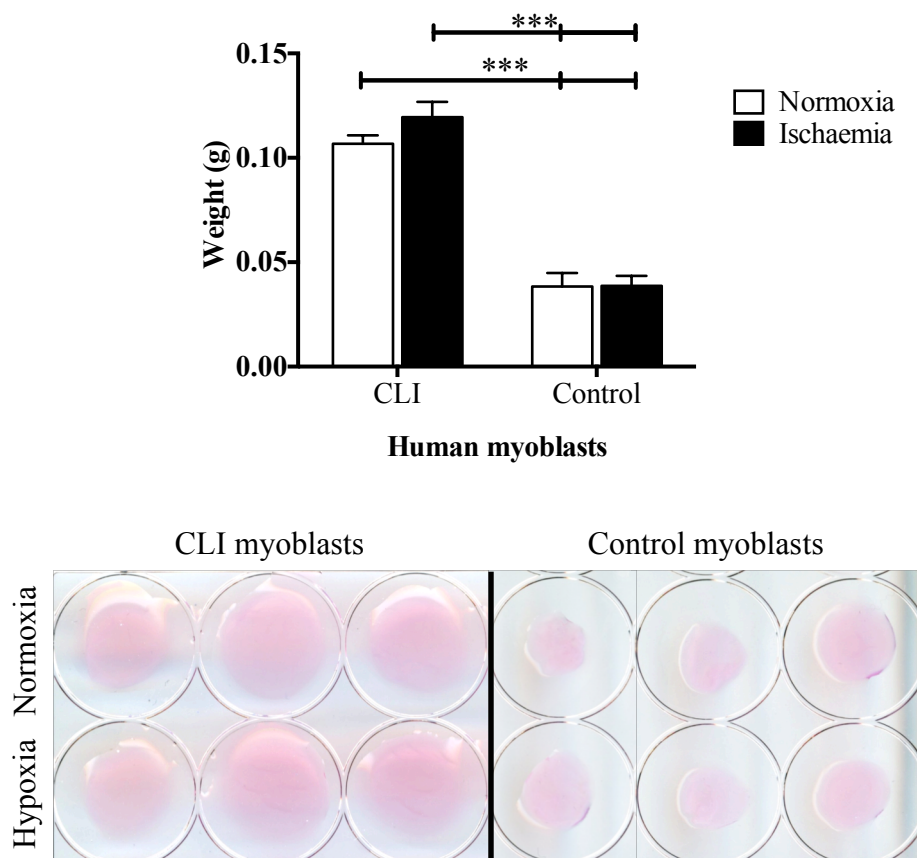 ***
0.15
***
Normoxia
Ischaemia
0.10
Weight (g)
0.05
0.00
CLI
Control
Human myoblasts
CLI myoblasts
Control myoblasts
Normoxia
Hypoxia